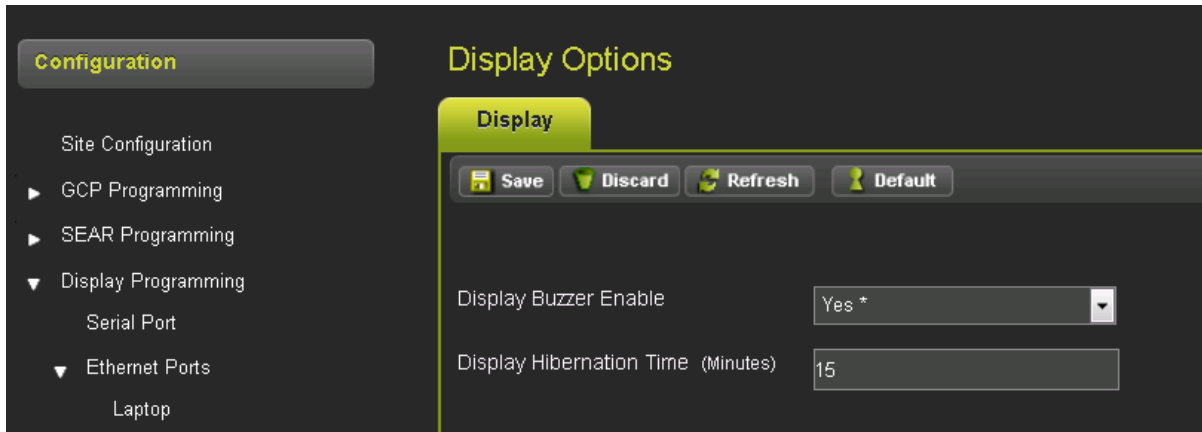 Configuration
Site Configuration
GCP Programming
SEAR Programming
Display Programming
Serial Port
Ethernet Ports
Laptop
Display Options
Display
Save Discard Refresh Default
Display Buzzer Enable Yes *
Display Hibernation Time (Minutes) 15